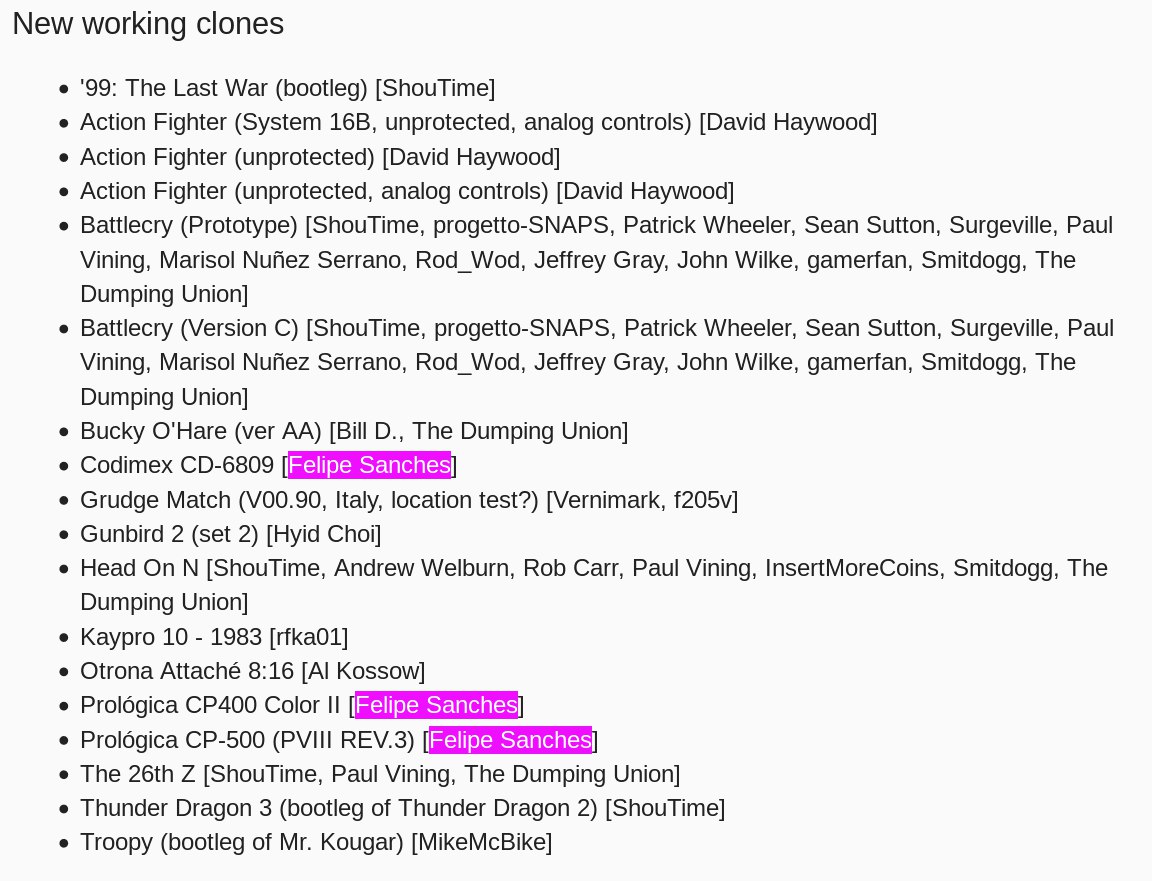 New working clones
'99: The Last War (bootleg) [ShouTime]
Action Fighter (System 16B, unprotected, analog controls) [David Haywood]
Action Fighter (unprotected) [David Haywood]
Action Fighter (unprotected, analog controls) [David Haywood]
Battlecry (Prototype) [ShouTime, progetto-SNAPS, Patrick Wheeler, Sean Sutton, Surgeville, Paul
Vining, Marisol Nuñez Serrano, Rod_Wod, Jeffrey Gray, John Wilke, gamerfan, Smitdogg, The
Dumping Union]
Battlecry (Version C) [ShouTime, progetto-SNAPS, Patrick Wheeler, Sean Sutton, Surgeville, Paul
Vining, Marisol Nuñez Serrano, Rod_Wod, Jeffrey Gray, John Wilke, gamerfan, Smitdogg, The
Dumping Union]
Bucky O'Hare (ver AA) [Bill D., The Dumping Union]
Codimex CD-6809 [Felipe Sanches]
Grudge Match (V00.90, Italy, location test?) [Vernimark, f205v]
Gunbird 2 (set 2) [Hyid Choi]
Head On N [ShouTime, Andrew Welburn, Rob Carr, Paul Vining, InsertMoreCoins, Smitdogg, The
Dumping Union]
Kaypro 10 - 1983 [rfka01]
Otrona Attaché 8:16 [Al Kossow]
Prológica CP400 Color II [Felipe Sanches]
Prológica CP-500 (PVIII REV.3) [Felipe Sanches]
The 26th Z [ShouTime, Paul Vining, The Dumping Union]
Thunder Dragon 3 (bootleg of Thunder Dragon 2) [ShouTime]
Troopy (bootleg of Mr. Kougar) [MikeMcBike]